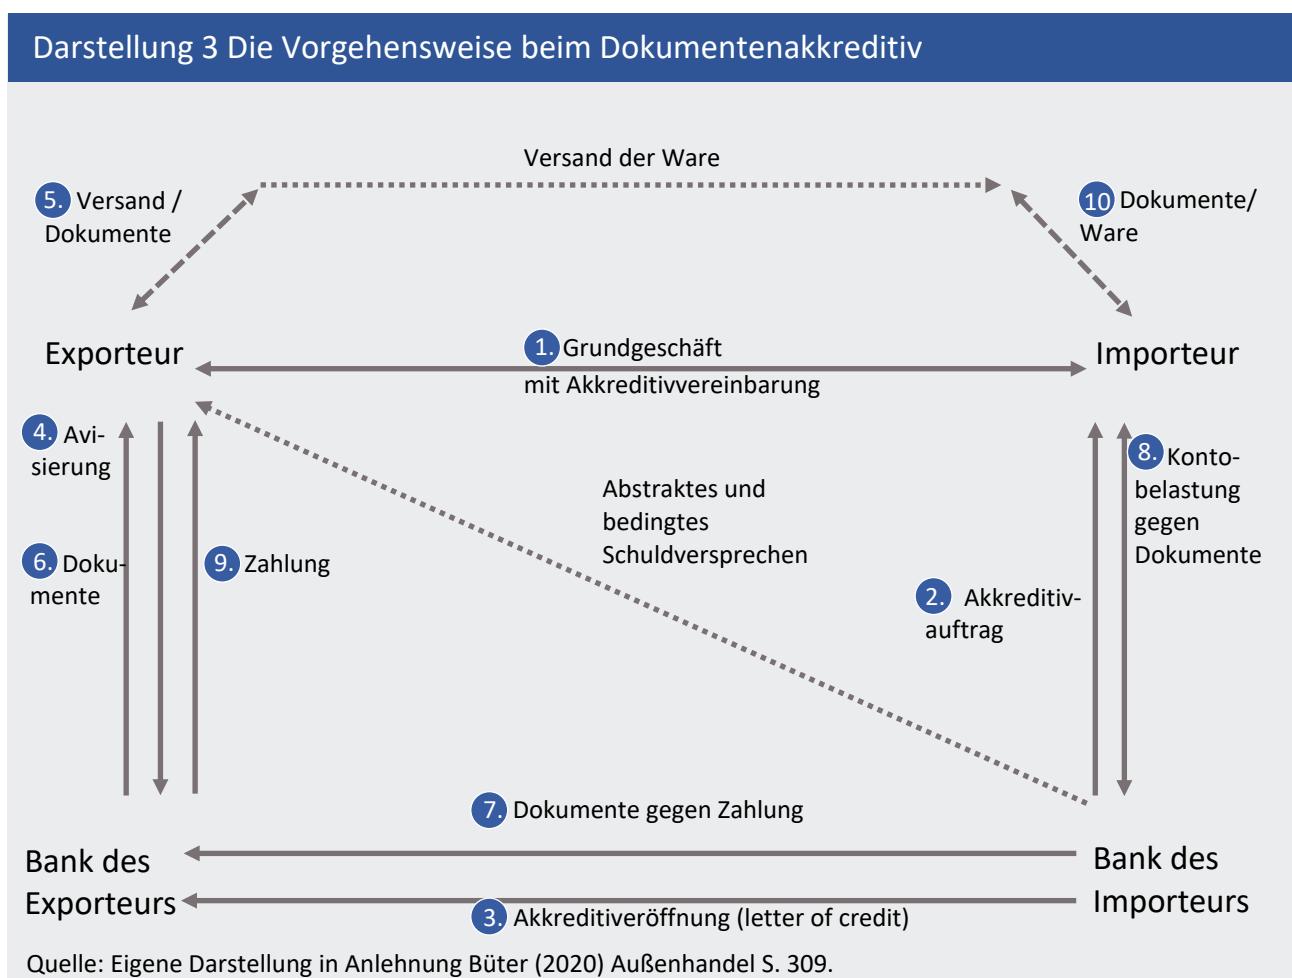 Darstellung 3 Die Vorgehensweise beim Dokumentenakkreditiv
Versand der Ware
5. Versand /
Dokumente
10 Dokumente/
Ware
Exporteur
1. Grundgeschäft
mit Akkreditivvereinbarung
Importeur
4. Avi-
sierung
8. Konto-
belastung
gegen
Dokumente
Abstraktes und
bedingtes
Schuldversprechen
6. Doku-
mente
9. Zahlung
2. Akkreditiv-
auftrag
7. Dokumente gegen Zahlung
Bank des
Exporteurs
Bank des
Importeurs
3. Akkreditiveröffnung (letter of credit)
Quelle: Eigene Darstellung in Anlehnung Büter (2020) Außenhandel S. 309.